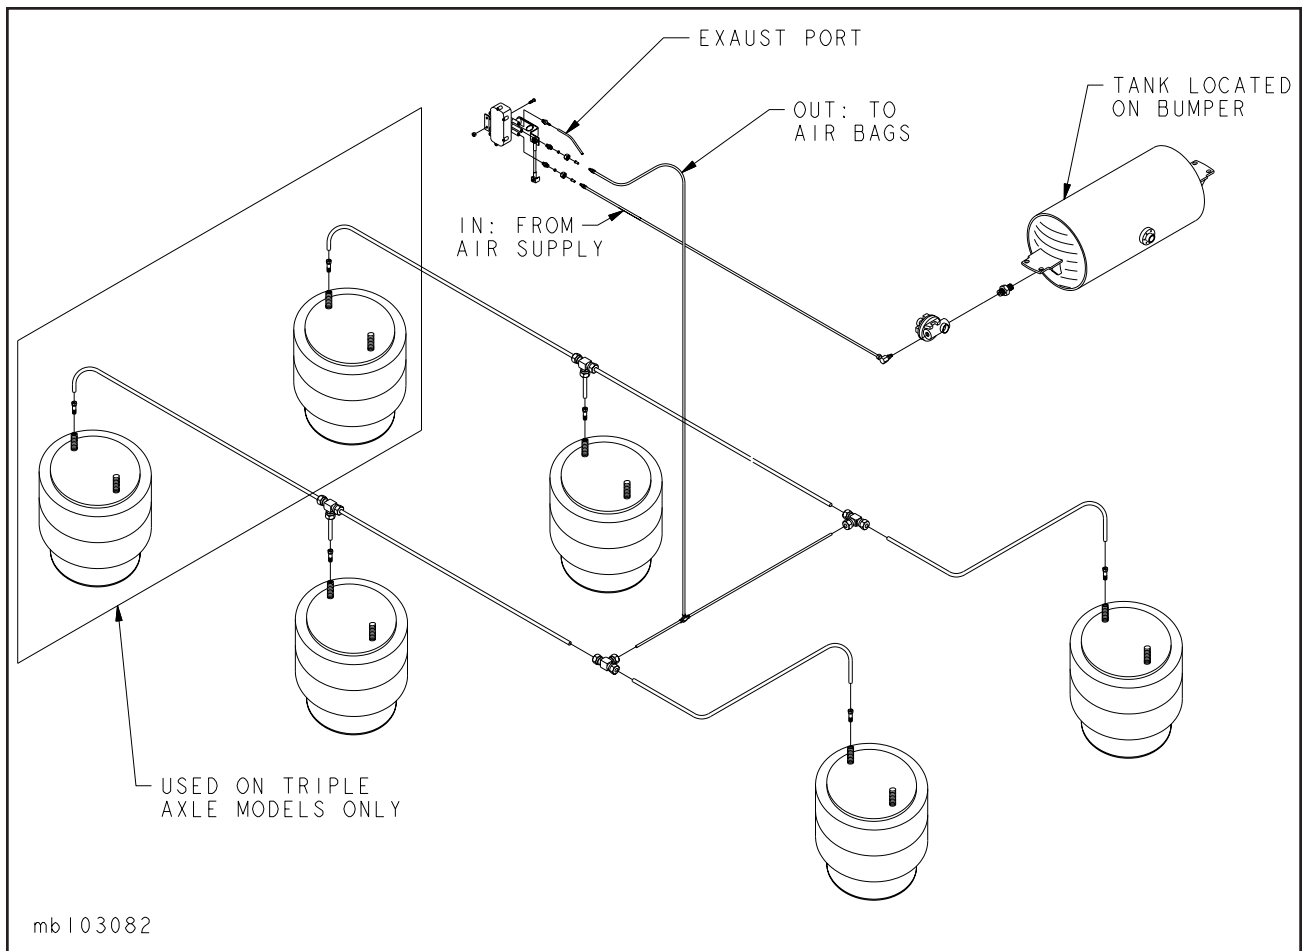 EXAUST PORT
TANK LOCATED
ON BUMPER
OUT: TO
AIR BAGS
IN: FROM
AIR SUPPLY
USED ON TRIPLE
AXLE MODELS ONLY
mb103082